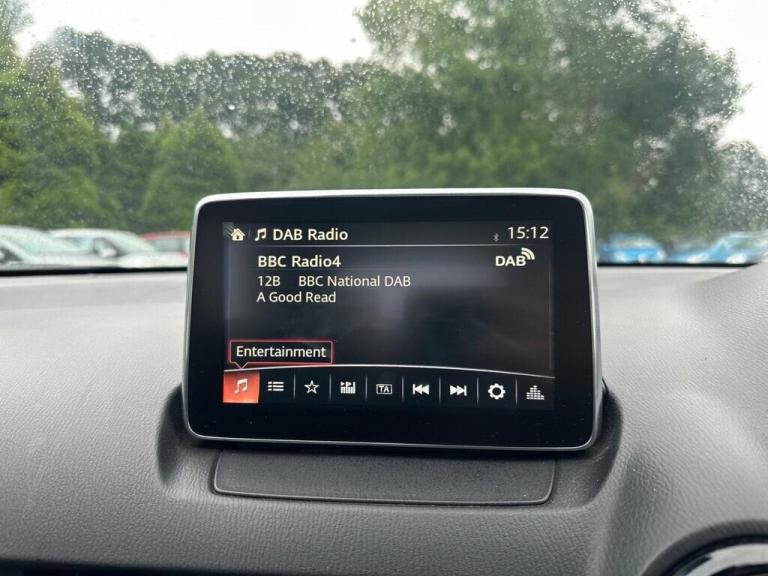 DAB Radio 15:12
BBC Radio4 DAB
12B BBC National DAB
A Good Read
Entertainment
TA